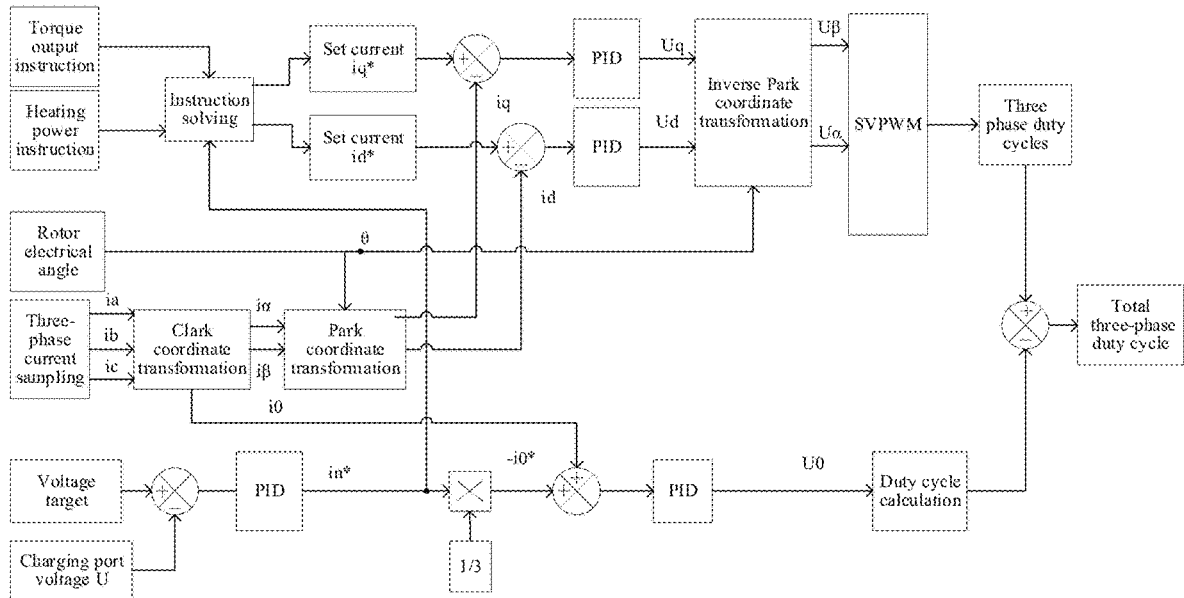 Torque
output
instruction
Heating
power
instruction
Instruction
solving
Set current
iq*
Set current
id*
+
−
iq
+
−
id
PID
PID
Uq
Ud
Inverse Park
coordinate
transformation
Uβ
Uα
SVPWM
Three
phase duty
cycles
Rotor
electrical
angle
θ
Three-
phase
current
sampling
ia
ib
ic
Clark
coordinate
transformation
iα
iβ
Park
coordinate
transformation
i0
+
−
Total
three-phase
duty cycle
Voltage
target
+
−
PID
in*
1/3
-i0*
+
+
PID
U0
Duty cycle
calculation
Charging port
voltage U